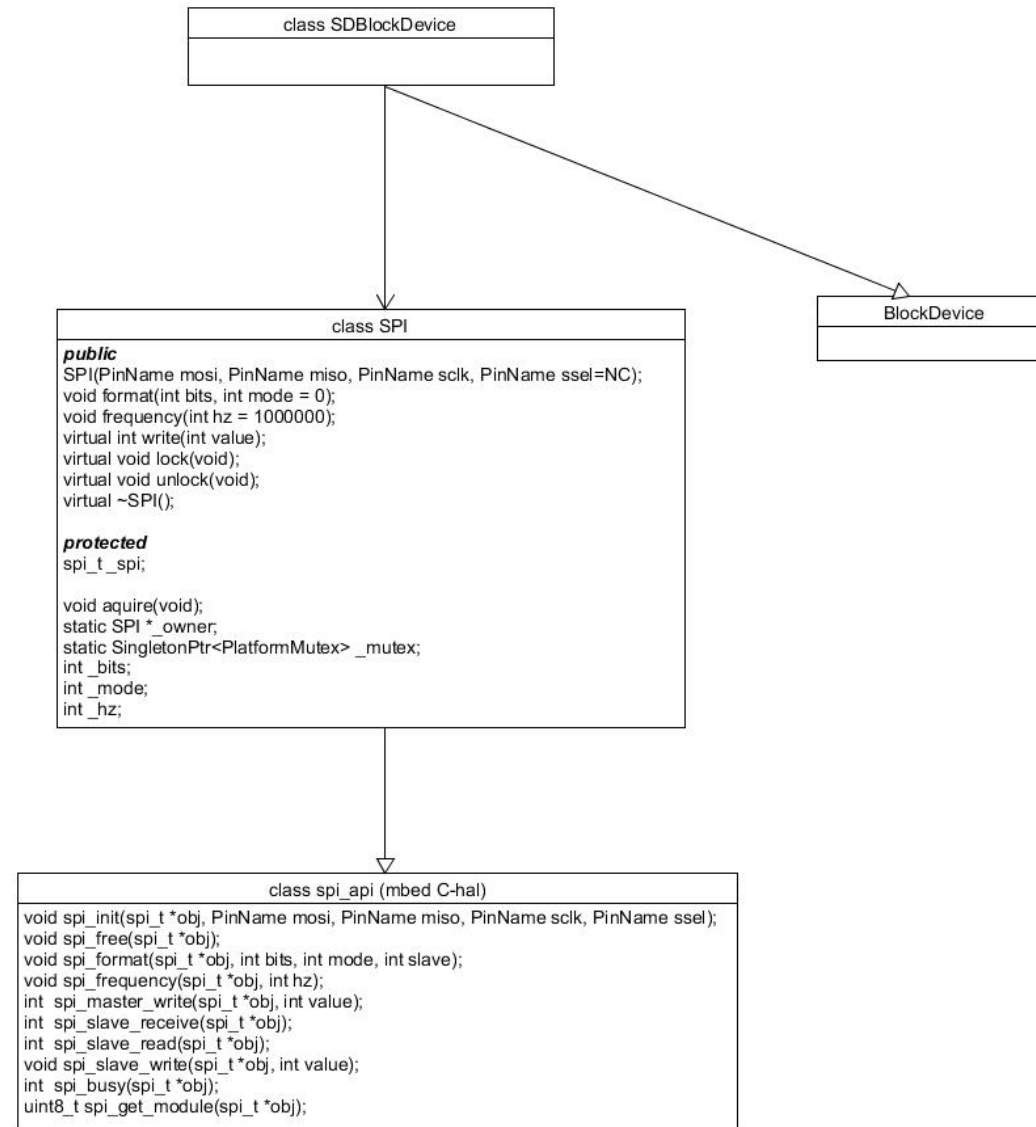 class SDBlockDevice
class SPI
public
SPI(PinName mosi, PinName miso, PinName sclk, PinName ssel=NC);
void format(int bits, int mode = 0);
void frequency(int hz = 1000000);
virtual int write(int value);
virtual void lock(void);
virtual void unlock(void);
virtual ~SPI();
protected
spi_t _spi;
void aquire(void);
static SPI *_owner;
static SingletonPtr<PlatformMutex> _mutex;
int _bits;
int _mode;
int _hz;
BlockDevice
class spi_api (mbed C-hal)
void spi_init(spi_t *obj, PinName mosi, PinName miso, PinName sclk, PinName ssel);
void spi_free(spi_t *obj);
void spi_format(spi_t *obj, int bits, int mode, int slave);
void spi_frequency(spi_t *obj, int hz);
int spi_master_write(spi_t *obj, int value);
int spi_slave_receive(spi_t *obj);
int spi_slave_read(spi_t *obj);
void spi_slave_write(spi_t *obj, int value);
int spi_busy(spi_t *obj);
uint8_t spi_get_module(spi_t *obj);